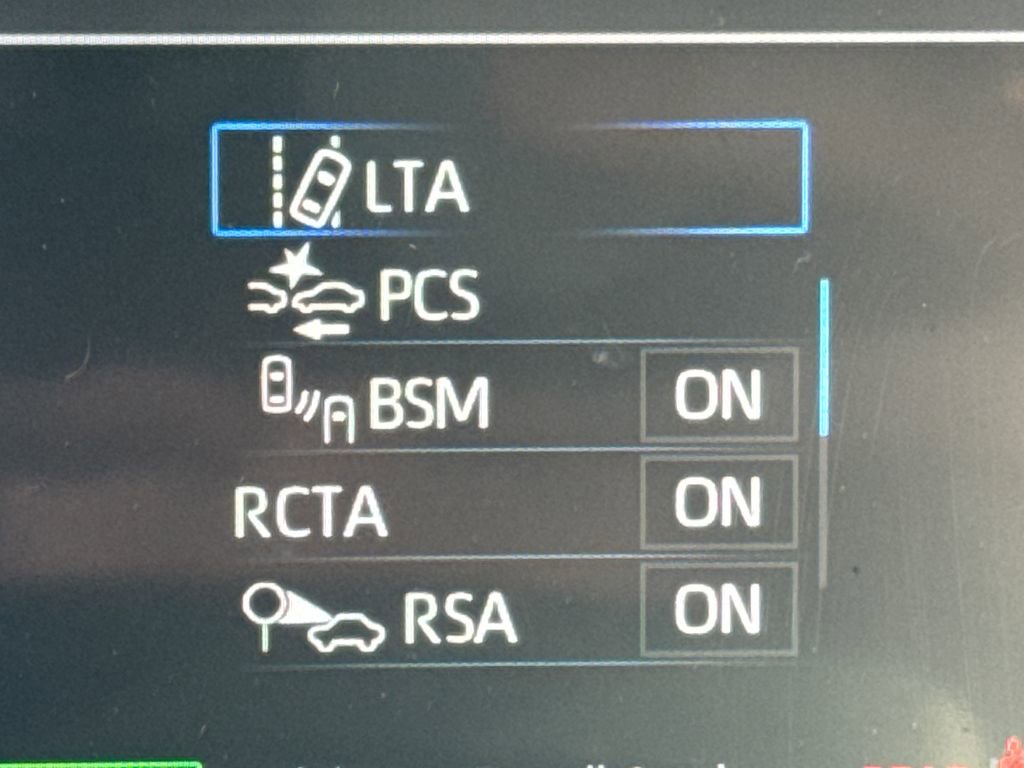 LTA
PCS
BSM ON
RCTA ON
RSA ON